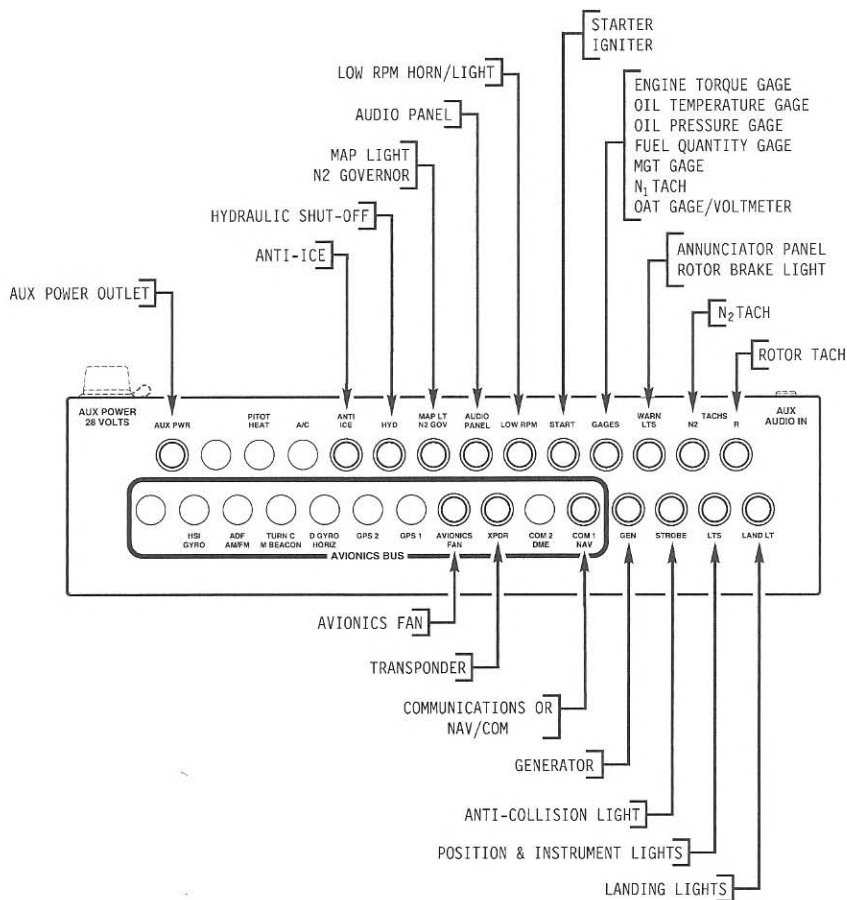 STARTER
IGNITER
LOW RPM HORN/LIGHT
ENGINE TORQUE GAGE
OIL TEMPERATURE GAGE
OIL PRESSURE GAGE
FUEL QUANTITY GAGE
MGT GAGE
N₁ TACH
OAT GAGE/VOLTMETER
AUDIO PANEL
MAP LIGHT
N2 GOVERNOR
HYDRAULIC SHUT-OFF
ANTI-ICE
ANNUNCIATOR PANEL
ROTOR BRAKE LIGHT
AUX POWER OUTLET
N₂TACH
ROTOR TACH
AUX POWER
28 VOLTS
AUX PWR
PITOT
HEAT
A/C
ANTI
ICE
HYD
MAP LT
N2 GOV
AUDIO
PANEL
LOW RPM
START
GAGES
WARN
LTS
TACHS
N2
R
AUX
AUDIO IN
HSI
GYRO
ADF
AM/FM
TURN C
M BEACON
D GYRO
HORIZ
GPS 2
GPS 1
AVIONICS
FAN
XPDR
COM 2
DME
COM 1
NAV
GEN
STROBE
LTS
LAND LT
AVIONICS BUS
AVIONICS FAN
TRANSPONDER
COMMUNICATIONS OR
NAV/COM
GENERATOR
ANTI-COLLISION LIGHT
POSITION & INSTRUMENT LIGHTS
LANDING LIGHTS